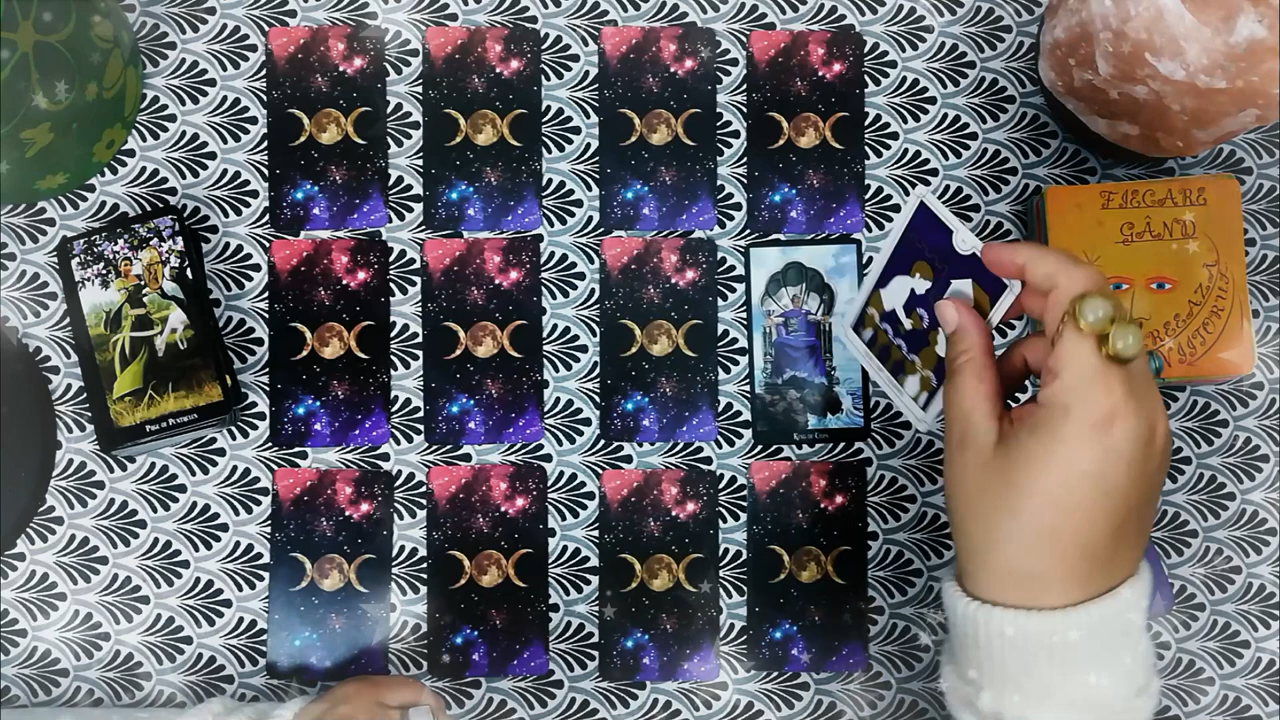 PAGE OF PENTACLES
KING OF CUPS
FIECARE
GÂND
CREEAZĂ
VIITORUL